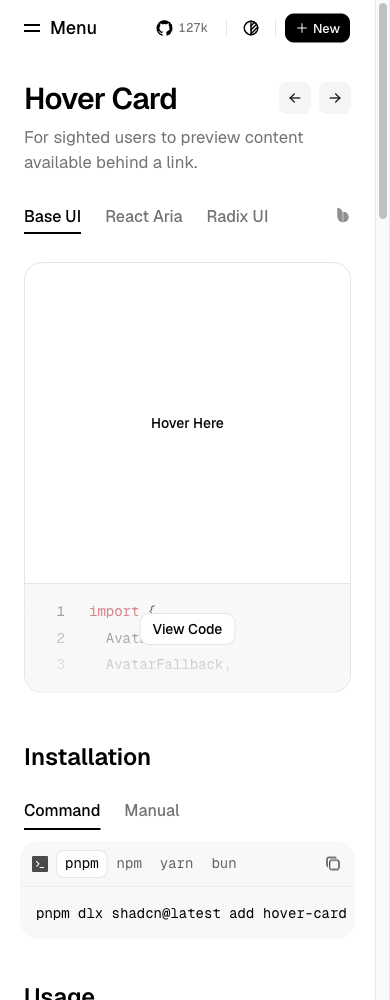 Menu
127k
New
Hover Card
For sighted users to preview content
available behind a link.
Base UI
React Aria
Radix UI
Hover Here
1 import {
2
View Code
3 AvatarFallback,
Installation
Command
Manual
pnpm
npm
yarn
bun
pnpm dlx shadcn@latest add hover-card
Usage